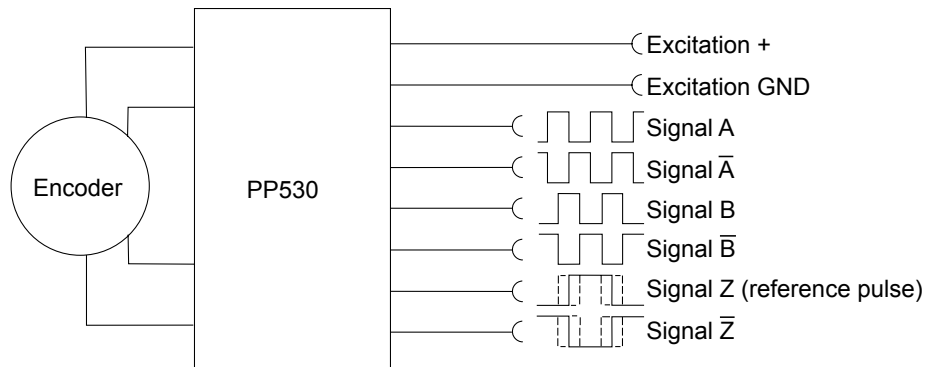 Excitation +
Excitation GND
Signal A
Signal A̅
Encoder
PP530
Signal B
Signal B̅
Signal Z (reference pulse)
Signal Z̅